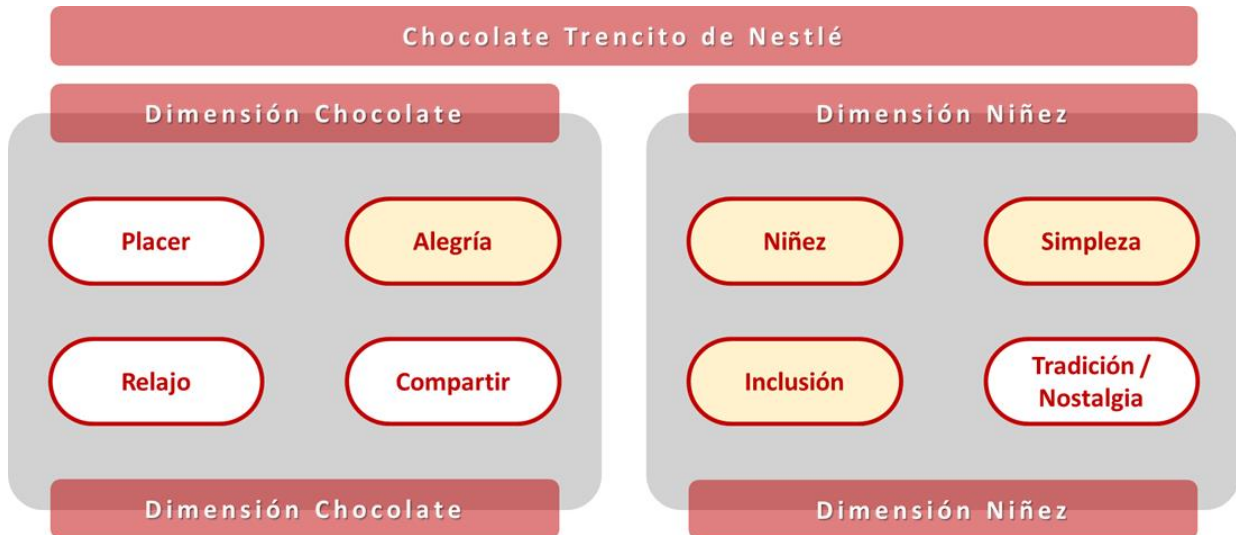 Chocolate Trencito de Nestlé
Dimensión Chocolate
Dimensión Niñez
Placer
Alegría
Niñez
Simpleza
Relajo
Compartir
Inclusión
Tradición /
Nostalgia
Dimensión Chocolate
Dimensión Niñez